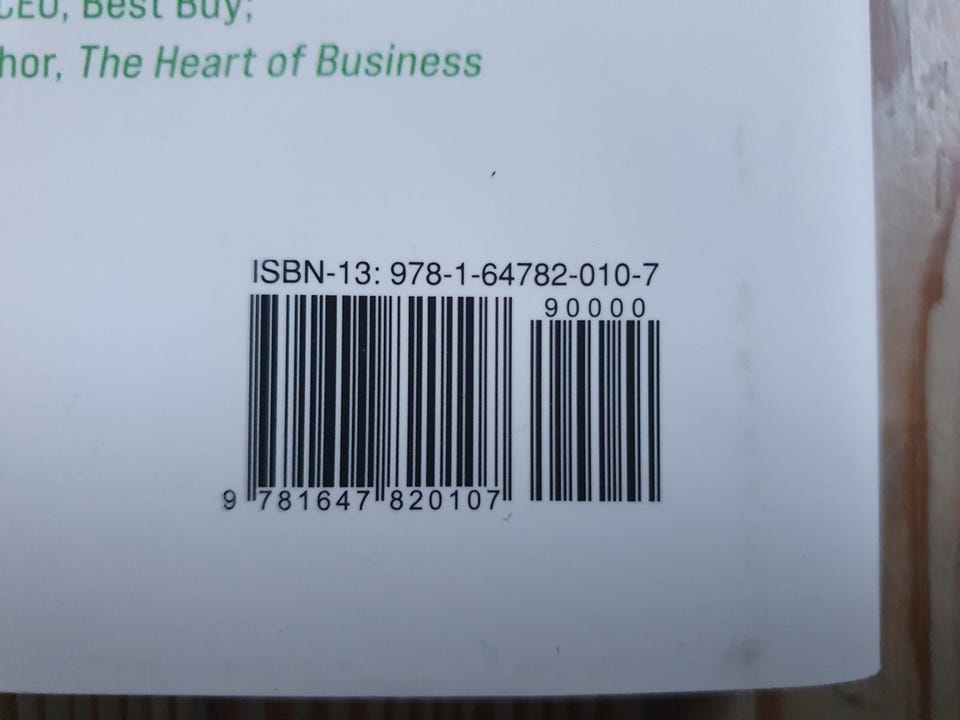 CEO, Best Buy;
hor, The Heart of Business
ISBN-13: 978-1-64782-010-7
90000
9 781647 820107